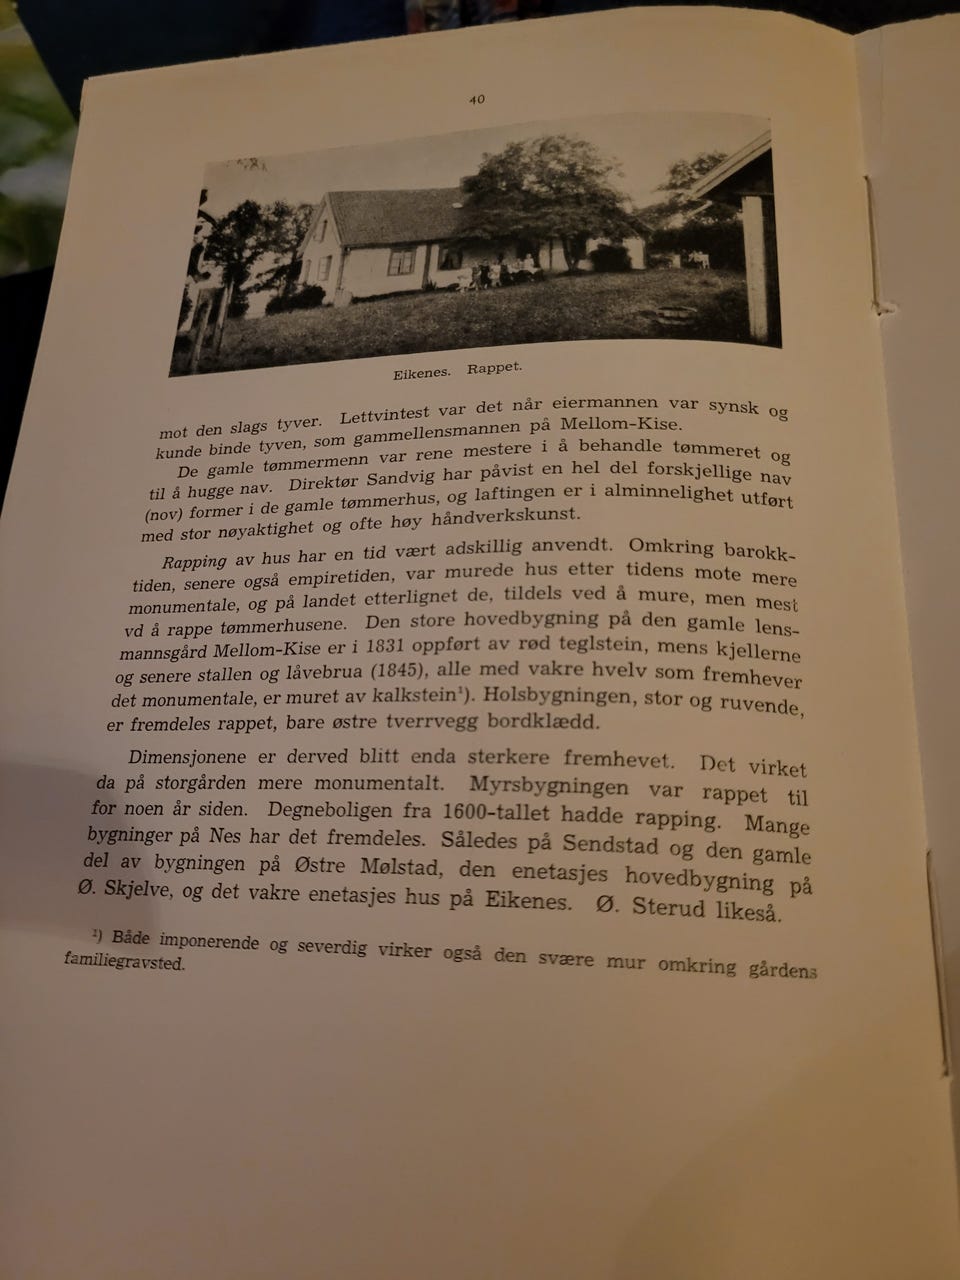 40
Eikenes. Rappet.
mot den slags tyver. Lettvintest var det når eiermannen var synsk og
kunde binde tyven, som gammellensmannen på Mellom-Kise.
De gamle tømmermenn var rene mestere i å behandle tømmeret og
til å hugge nav. Direktør Sandvig har påvist en hel del forskjellige nav
(nov) former i de gamle tømmerhus, og laftingen er i alminnelighet utført
med stor nøyaktighet og ofte høy håndverkskunst.
Rapping av hus har en tid vært adskillig anvendt. Omkring barokk-
tiden, senere også empiretiden, var murede hus etter tidens mote mere
monumentale, og på landet etterlignet de, tildels ved å mure, men mest
vd å rappe tømmerhusene. Den store hovedbygning på den gamle lens-
mannsgård Mellom-Kise er i 1831 oppført av rød teglstein, mens kjellerne
og senere stallen og låvebrua (1845), alle med vakre hvelv som fremhever
det monumentale, er muret av kalkstein¹). Holsbygningen, stor og ruvende,
er fremdeles rappet, bare østre tverrvegg bordklædd.
Dimensjonene er derved blitt enda sterkere fremhevet. Det virket
da på storgården mere monumentalt. Myrsbygningen var rappet til
for noen år siden. Degneboligen fra 1600-tallet hadde rapping. Mange
bygninger på Nes har det fremdeles. Således på Sendstad og den gamle
del av bygningen på Østre Mølstad, den enetasjes hovedbygning på
Ø. Skjelve, og det vakre enetasjes hus på Eikenes. Ø. Sterud likeså.
¹) Både imponerende og severdig virker også den svære mur omkring gårdens
familiegravsted.